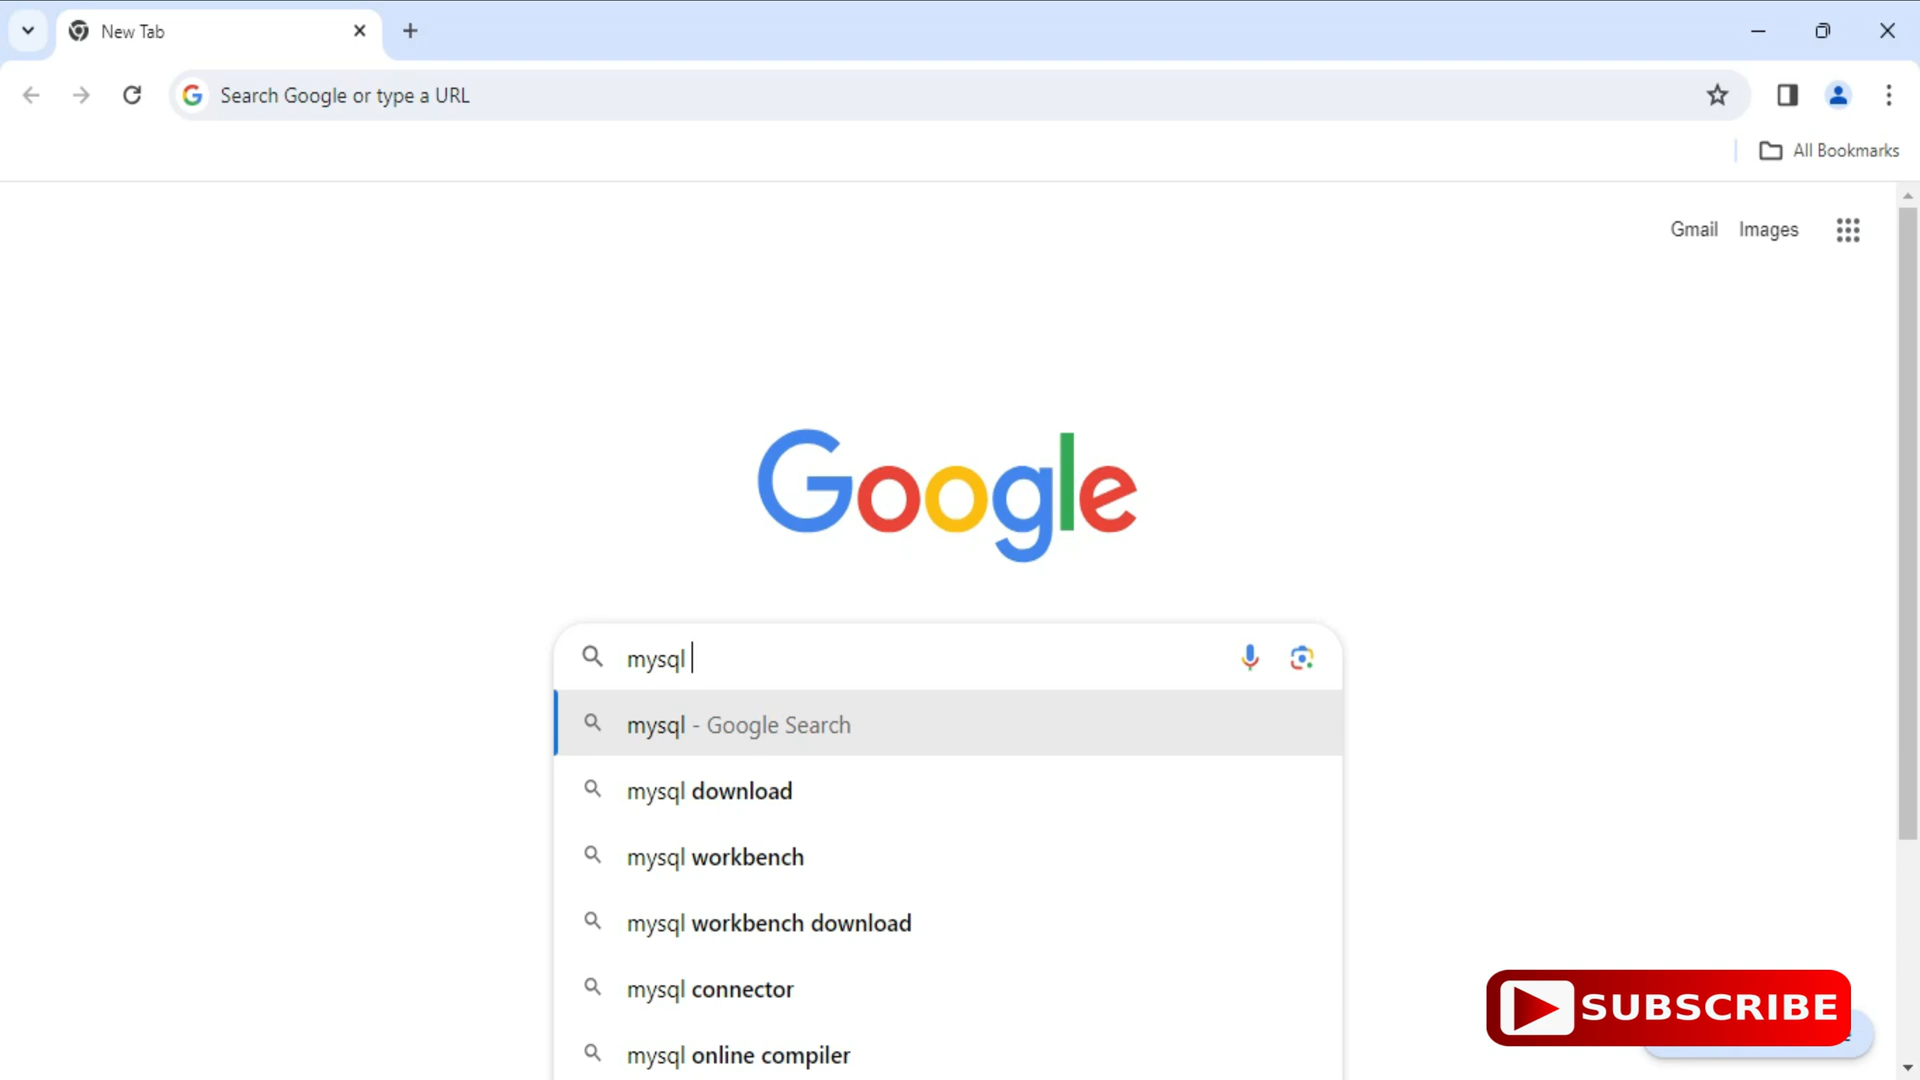 New Tab
Search Google or type a URL
All Bookmarks
Gmail Images
Google
mysql
mysql - Google Search
mysql download
mysql workbench
mysql workbench download
mysql connector
mysql online compiler
SUBSCRIBE